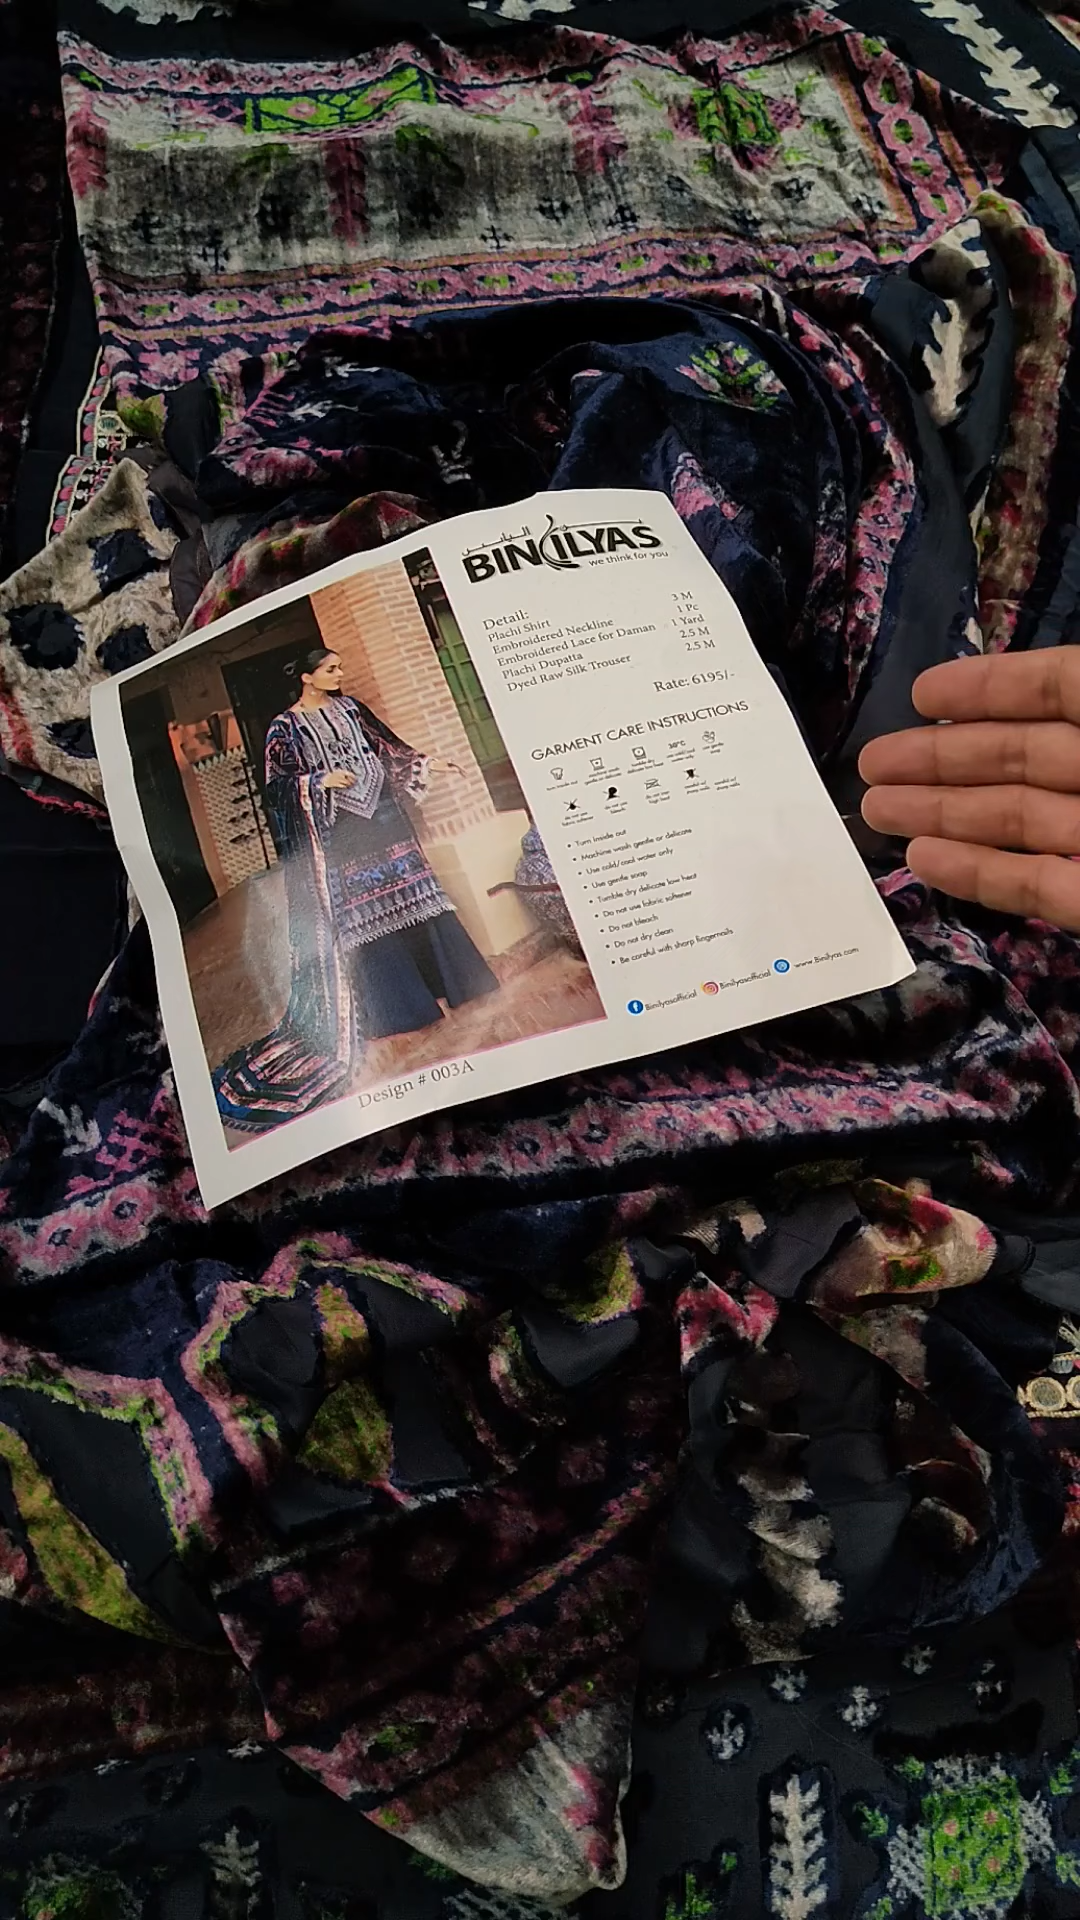 بن الیاس
BIN ILYAS
we think for you
Detail:
Plachi Shirt 3 M
Embroidered Neckline 1 Pc
Embroidered Lace for Daman 1 Yard
Plachi Dupatta 2.5 M
Dyed Raw Silk Trouser 2.5 M
Rate: 6195/-
GARMENT CARE INSTRUCTIONS
30°C
• Turn Inside out
• Machine wash gentle or delicate
• Use cold/cool water only
• Use gentle soap
• Tumble dry delicate low heat
• Do not use fabric softener
• Do not bleach
• Do not dry clean
• Be careful with sharp fingernails
Binilyasofficial Binilyasofficial www.Binilyas.com
Design # 003A